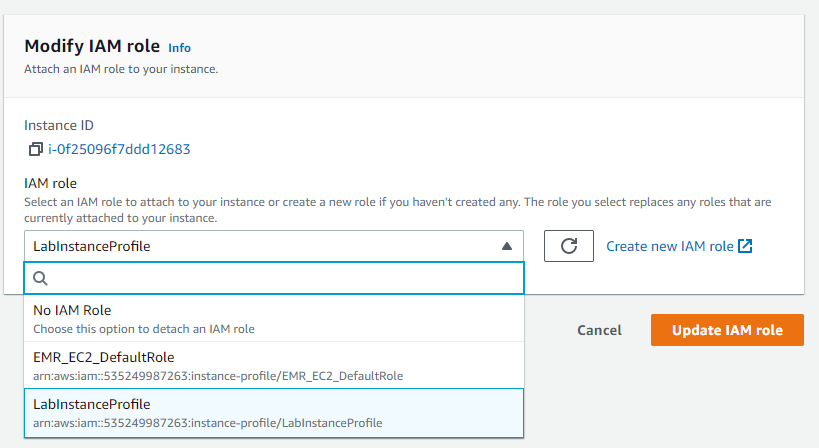 Modify IAM role Info
Attach an IAM role to your instance.
Instance ID
i-0f25096f7ddd12683
IAM role
Select an IAM role to attach to your instance or create a new role if you haven't created any. The role you select replaces any roles that are
currently attached to your instance.
LabInstanceProfile
Create new IAM role
No IAM Role
Choose this option to detach an IAM role
EMR_EC2_DefaultRole
arn:aws:iam::535249987263:instance-profile/EMR_EC2_DefaultRole
LabInstanceProfile
arn:aws:iam::535249987263:instance-profile/LabInstanceProfile
Cancel
Update IAM role